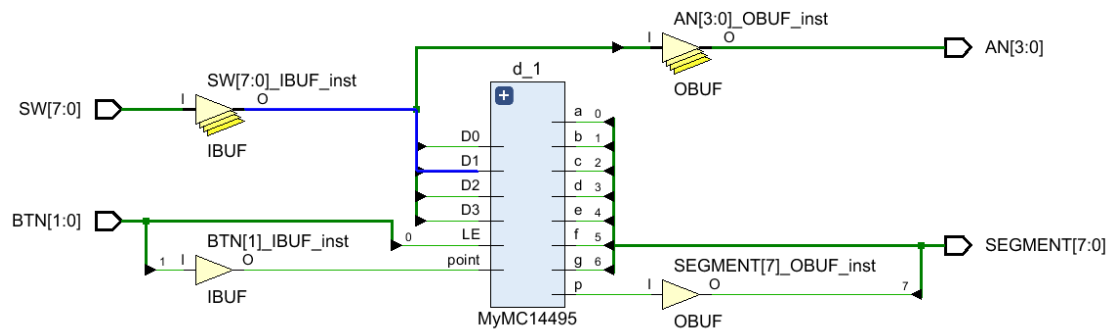 AN[3:0]_OBUF_inst
I
O
AN[3:0]
OBUF
d_1
SW[7:0]_IBUF_inst
SW[7:0]
I
O
IBUF
+
D0
D1
D2
D3
LE
point
a 0
b 1
c 2
d 3
e 4
f 5
g 6
p
MyMC14495
BTN[1:0]
0
BTN[1]_IBUF_inst
1
I
O
IBUF
SEGMENT[7:0]
SEGMENT[7]_OBUF_inst
I
O
7
OBUF